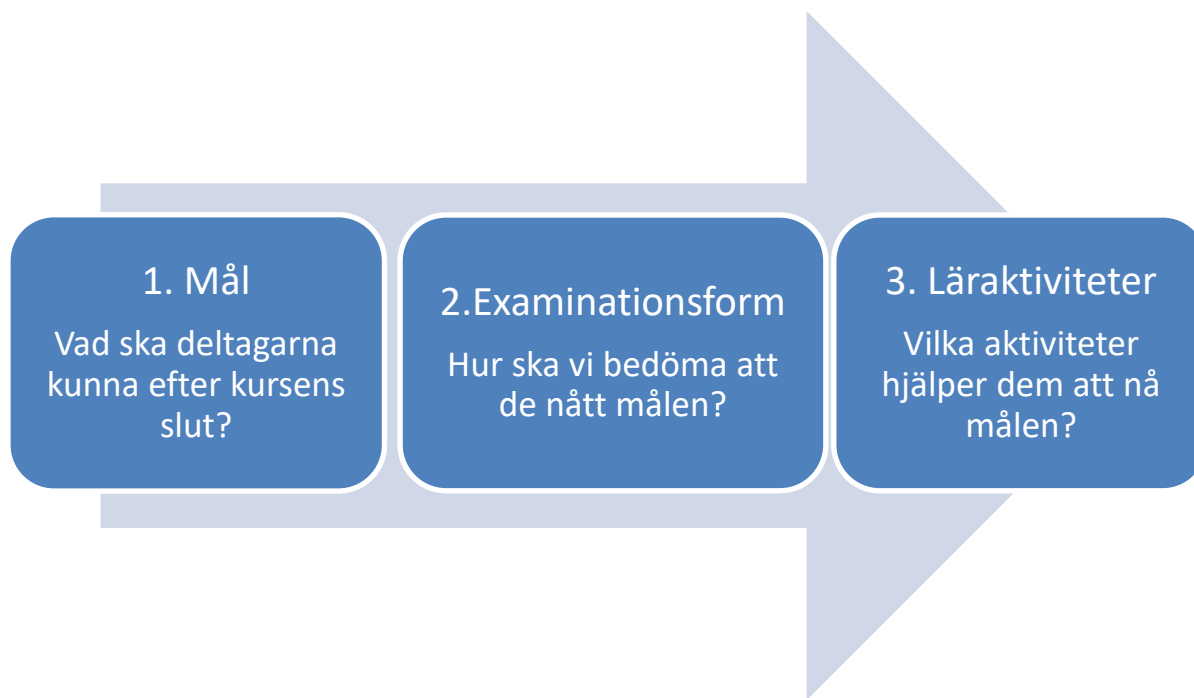 1. Mål
Vad ska deltagarna
kunna efter kursens
slut?
2.Examinationsform
Hur ska vi bedöma att
de nått målen?
3. Läraktiviteter
Vilka aktiviteter
hjälper dem att nå
målen?